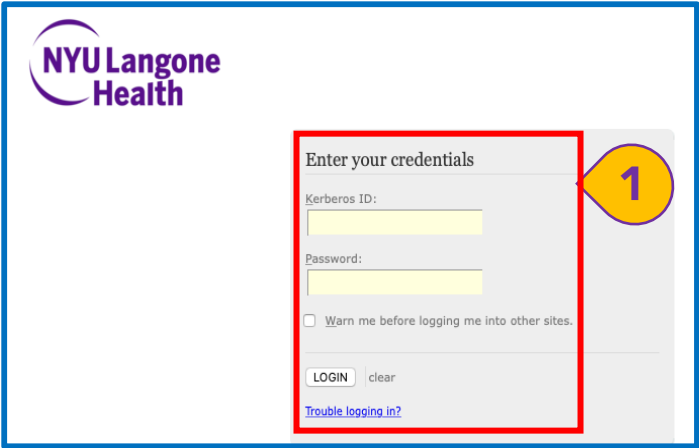 NYU Langone
Health
Enter your credentials
1
Kerberos ID:
Password:
Warn me before logging me into other sites.
LOGIN clear
Trouble logging in?